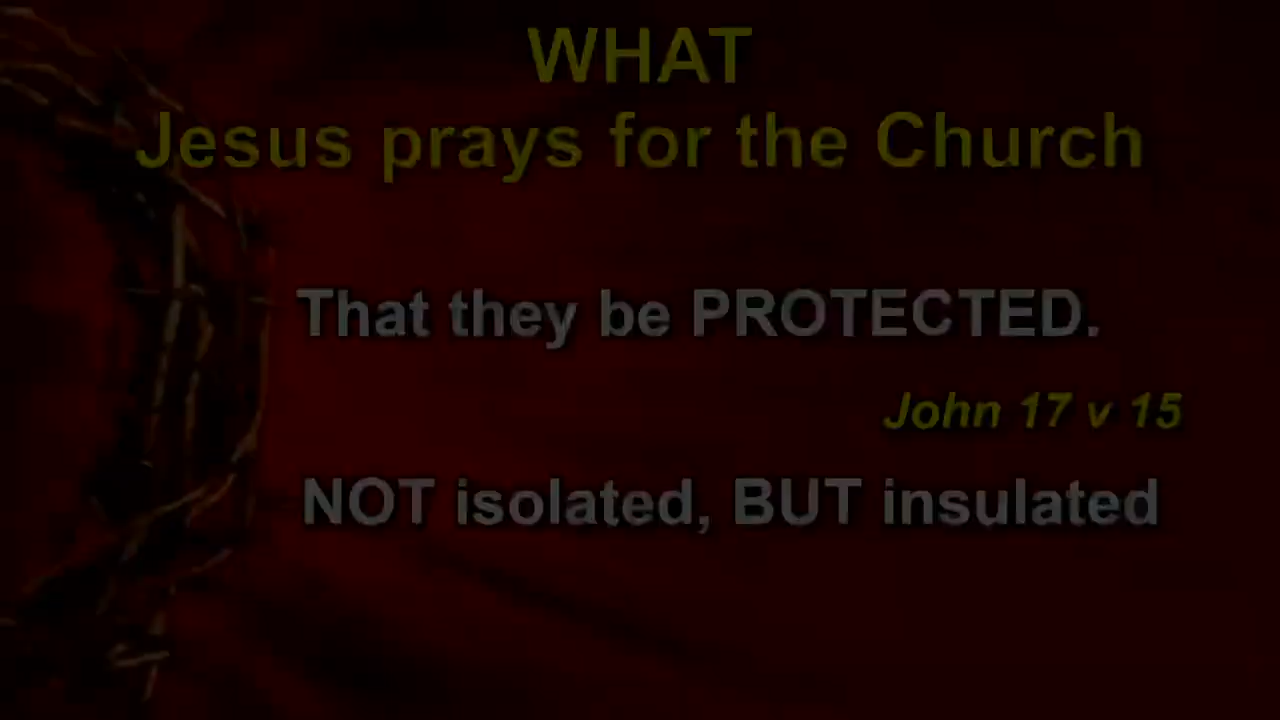 WHAT
Jesus prays for the Church
That they be PROTECTED.
John 17 v 15
NOT isolated, BUT insulated